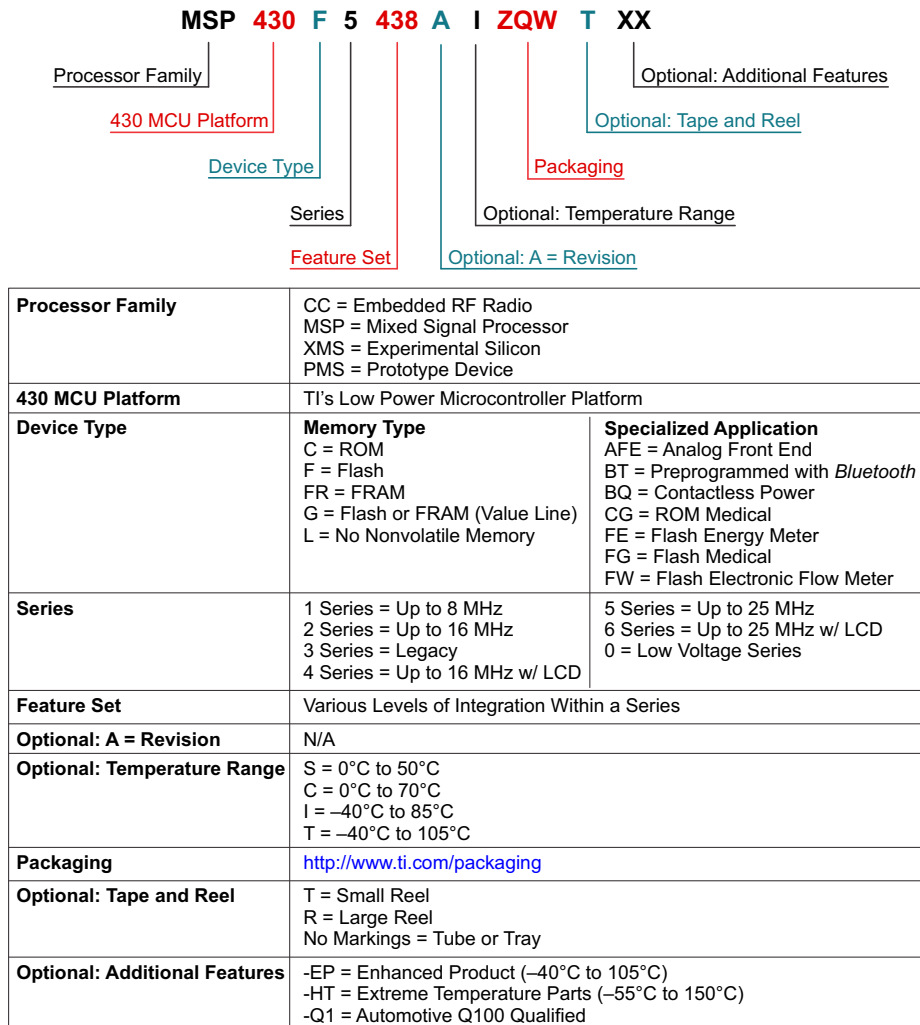 MSP 430 F 5 438 A I ZQW T XX
Processor Family
Optional: Additional Features
430 MCU Platform
Optional: Tape and Reel
Device Type
Packaging
Series
Optional: Temperature Range
Feature Set
Optional: A = Revision
Processor Family
CC = Embedded RF Radio
MSP = Mixed Signal Processor
XMS = Experimental Silicon
PMS = Prototype Device
430 MCU Platform
TI's Low Power Microcontroller Platform
Device Type
Memory Type
C = ROM
F = Flash
FR = FRAM
G = Flash or FRAM (Value Line)
L = No Nonvolatile Memory
Specialized Application
AFE = Analog Front End
BT = Preprogrammed with Bluetooth
BQ = Contactless Power
CG = ROM Medical
FE = Flash Energy Meter
FG = Flash Medical
FW = Flash Electronic Flow Meter
Series
1 Series = Up to 8 MHz
2 Series = Up to 16 MHz
3 Series = Legacy
4 Series = Up to 16 MHz w/ LCD
5 Series = Up to 25 MHz
6 Series = Up to 25 MHz w/ LCD
0 = Low Voltage Series
Feature Set
Various Levels of Integration Within a Series
Optional: A = Revision
N/A
Optional: Temperature Range
S = 0°C to 50°C
C = 0°C to 70°C
I = –40°C to 85°C
T = –40°C to 105°C
Packaging
http://www.ti.com/packaging
Optional: Tape and Reel
T = Small Reel
R = Large Reel
No Markings = Tube or Tray
Optional: Additional Features
-EP = Enhanced Product (–40°C to 105°C)
-HT = Extreme Temperature Parts (–55°C to 150°C)
-Q1 = Automotive Q100 Qualified